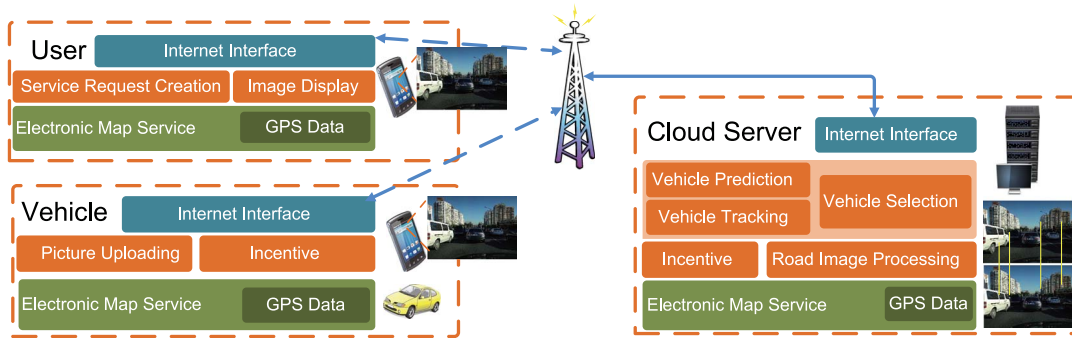 User
Internet Interface
Service Request Creation
Image Display
Electronic Map Service
GPS Data
Vehicle
Internet Interface
Picture Uploading
Incentive
Electronic Map Service
GPS Data
Cloud Server
Internet Interface
Vehicle Prediction
Vehicle Tracking
Vehicle Selection
Incentive
Road Image Processing
Electronic Map Service
GPS Data